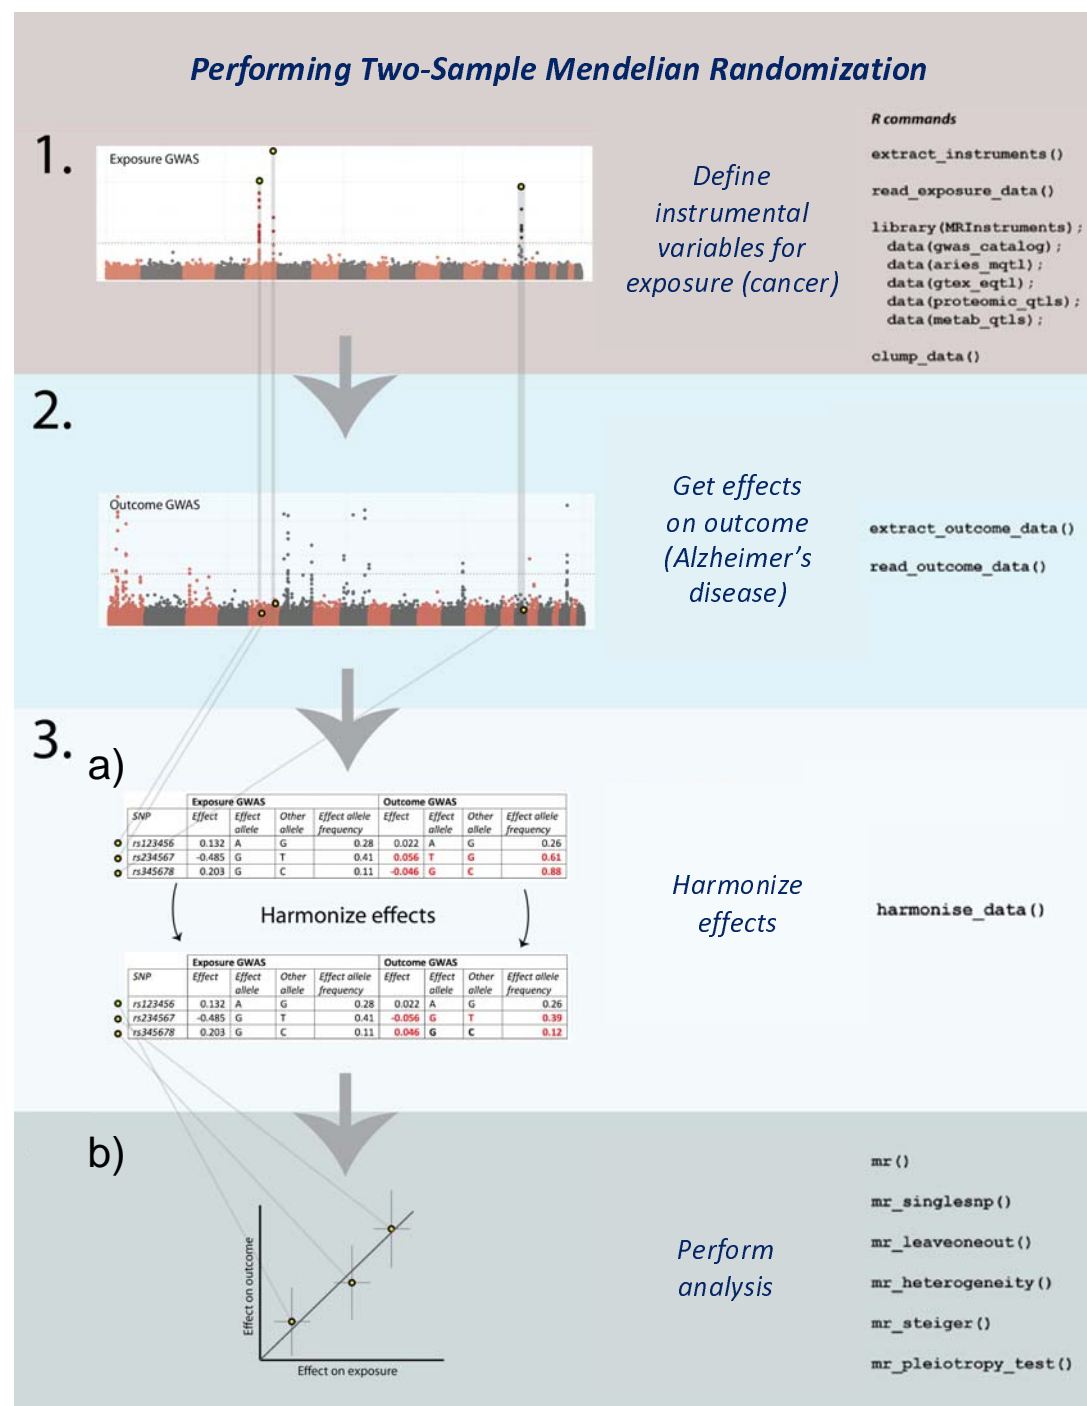 Performing Two-Sample Mendelian Randomization
1.
Exposure GWAS
Define
instrumental
variables for
exposure (cancer)
R commands
extract_instruments()
read_exposure_data()
library(MRInstruments);
data(gwas_catalog);
data(aries_mqtl);
data(gtex_eqtl);
data(proteomic_qtls);
data(metab_qtls);
clump_data()
2.
Outcome GWAS
Get effects
on outcome
(Alzheimer's
disease)
extract_outcome_data()
read_outcome_data()
3.
a)
Exposure GWAS Outcome GWAS
SNP Effect Effect Other Effect allele Effect Effect Other Effect allele
allele allele frequency allele allele frequency
rs123456 0.132 A G 0.28 0.022 A G 0.26
rs234567 -0.485 G T 0.41 0.056 T G 0.61
rs345678 0.203 G C 0.11 -0.046 G C 0.88
Harmonize effects
Exposure GWAS Outcome GWAS
SNP Effect Effect Other Effect allele Effect Effect Other Effect allele
allele allele frequency allele allele frequency
rs123456 0.132 A G 0.28 0.022 A G 0.26
rs234567 -0.485 G T 0.41 -0.056 G T 0.39
rs345678 0.203 G C 0.11 0.046 G C 0.12
Harmonize
effects
harmonise_data()
b)
Effect on outcome
Effect on exposure
Perform
analysis
mr()
mr_singlesnp()
mr_leaveoneout()
mr_heterogeneity()
mr_steiger()
mr_pleiotropy_test()